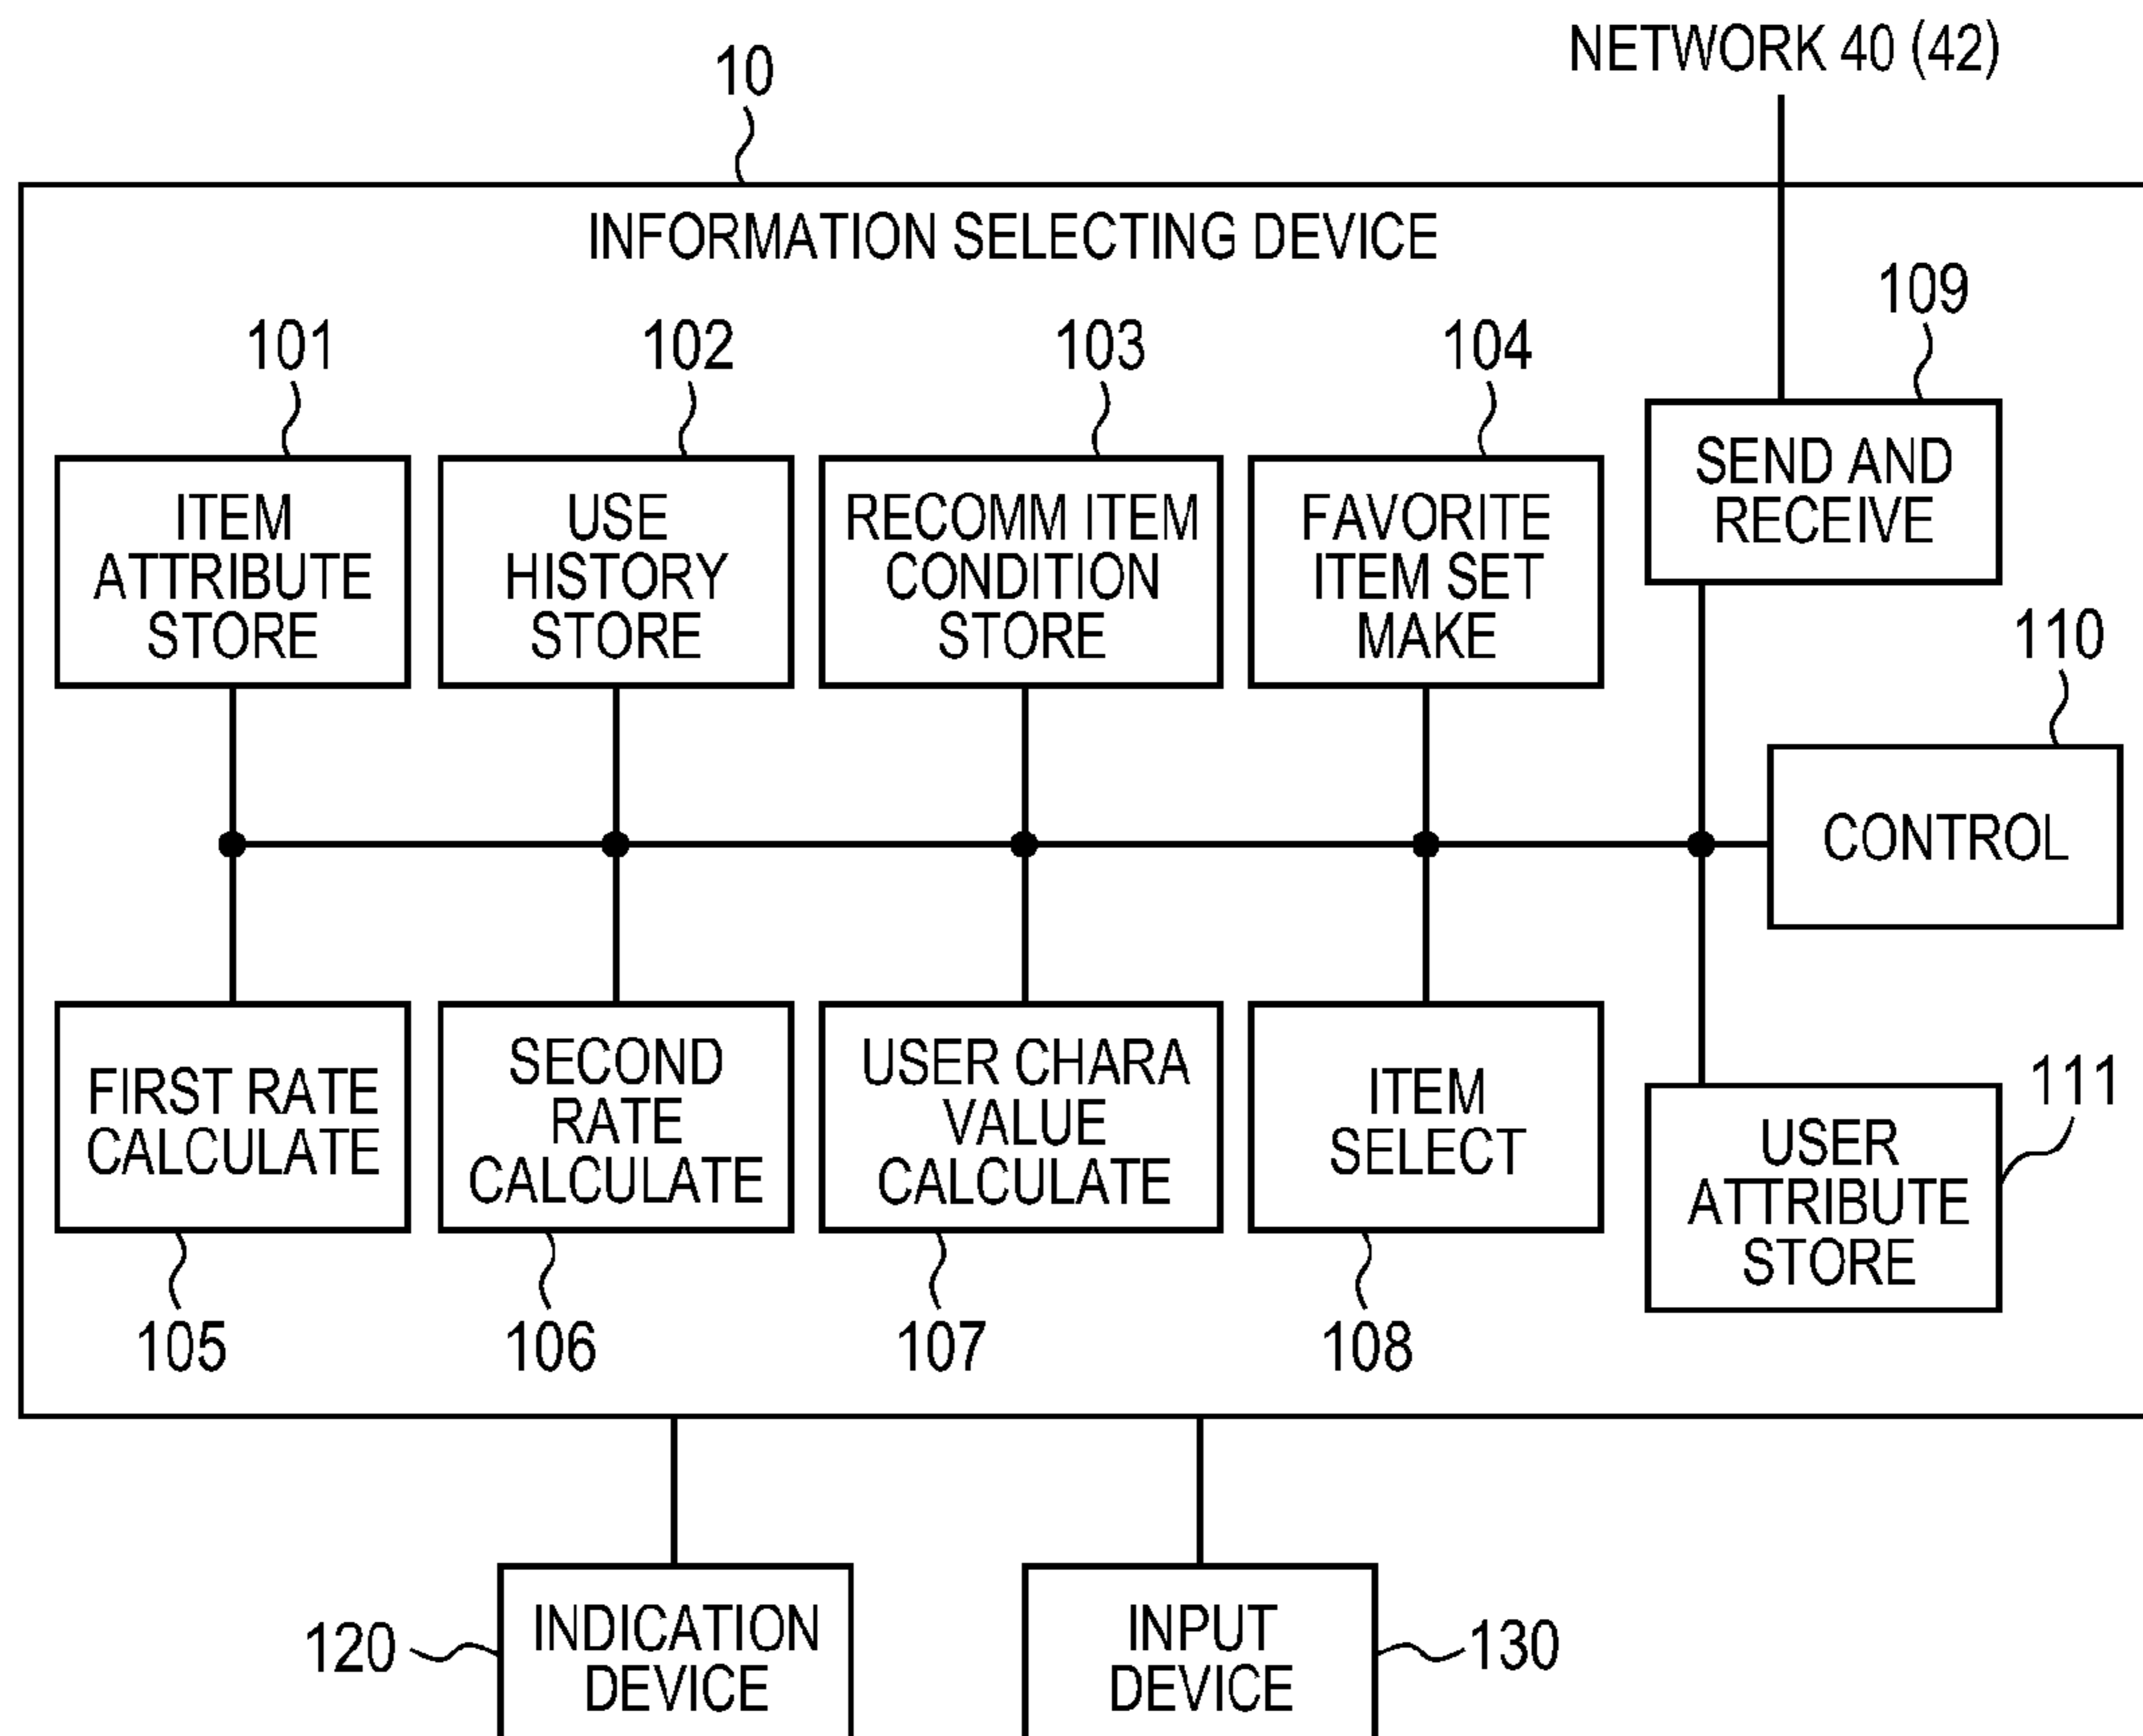 NETWORK 40 (42)
10
INFORMATION SELECTING DEVICE
109
101
102
103
104
SEND AND
RECEIVE
ITEM
ATTRIBUTE
STORE
USE
HISTORY
STORE
RECOMM ITEM
CONDITION
STORE
FAVORITE
ITEM SET
MAKE
110
CONTROL
FIRST RATE
CALCULATE
SECOND
RATE
CALCULATE
USER CHARA
VALUE
CALCULATE
ITEM
SELECT
111
USER
ATTRIBUTE
STORE
105
106
107
108
120
INDICATION
DEVICE
INPUT
DEVICE
130